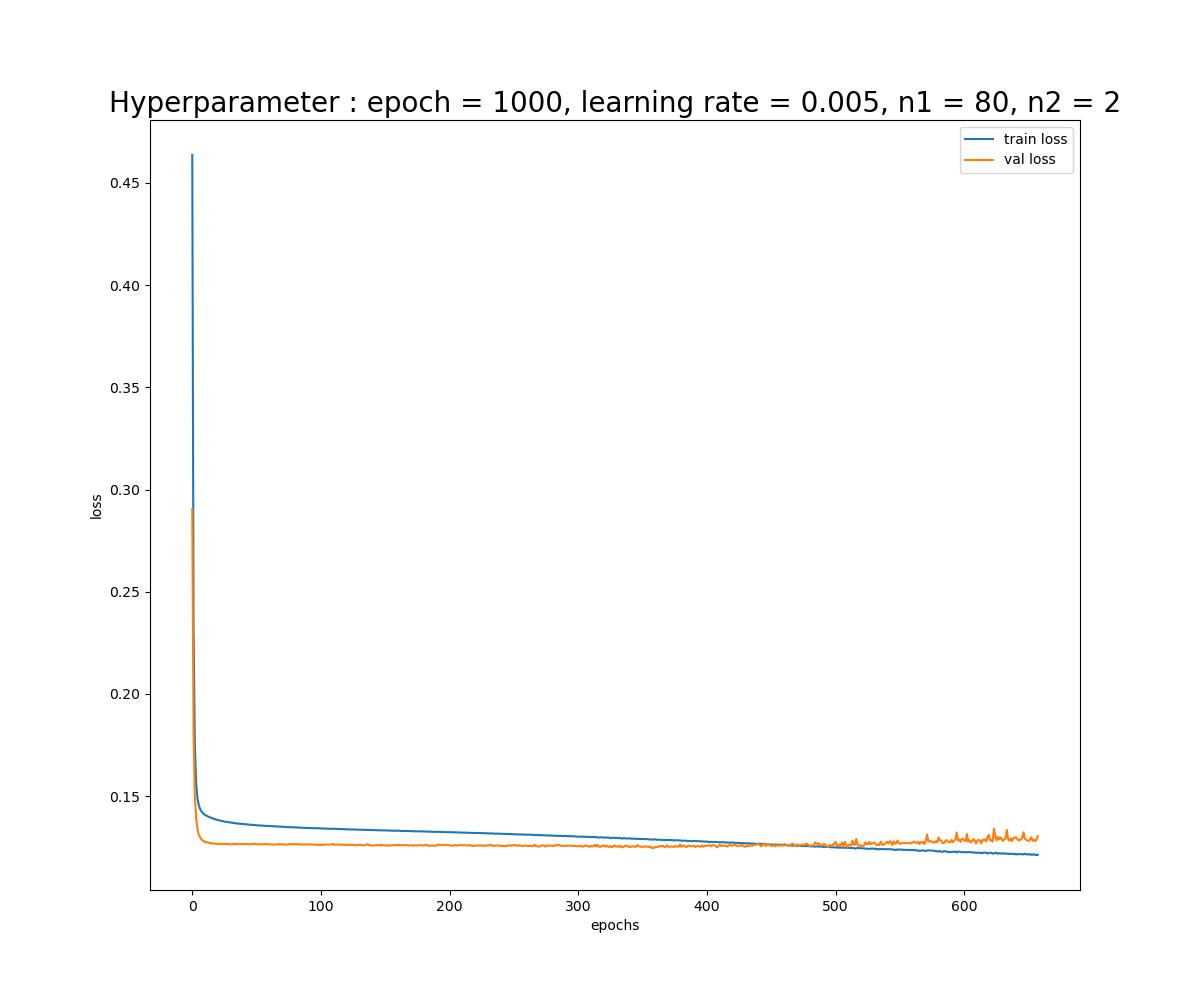 Hyperparameter : epoch = 1000, learning rate = 0.005, n1 = 80, n2 = 2
train loss
val loss
0.45
0.40
0.35
0.30
0.25
0.20
0.15
loss
0 100 200 300 400 500 600
epochs